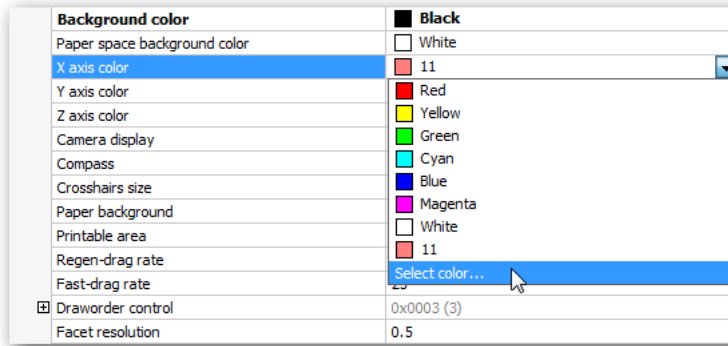 Background color Black
Paper space background color White
X axis color 11
Y axis color Red
Z axis color Yellow
Camera display Green
Compass Cyan
Crosshairs size Blue
Paper background Magenta
Printable area White
Regen-drag rate 11
Select color...
Fast-drag rate
Draworder control 0x0003 (3)
Facet resolution 0.5